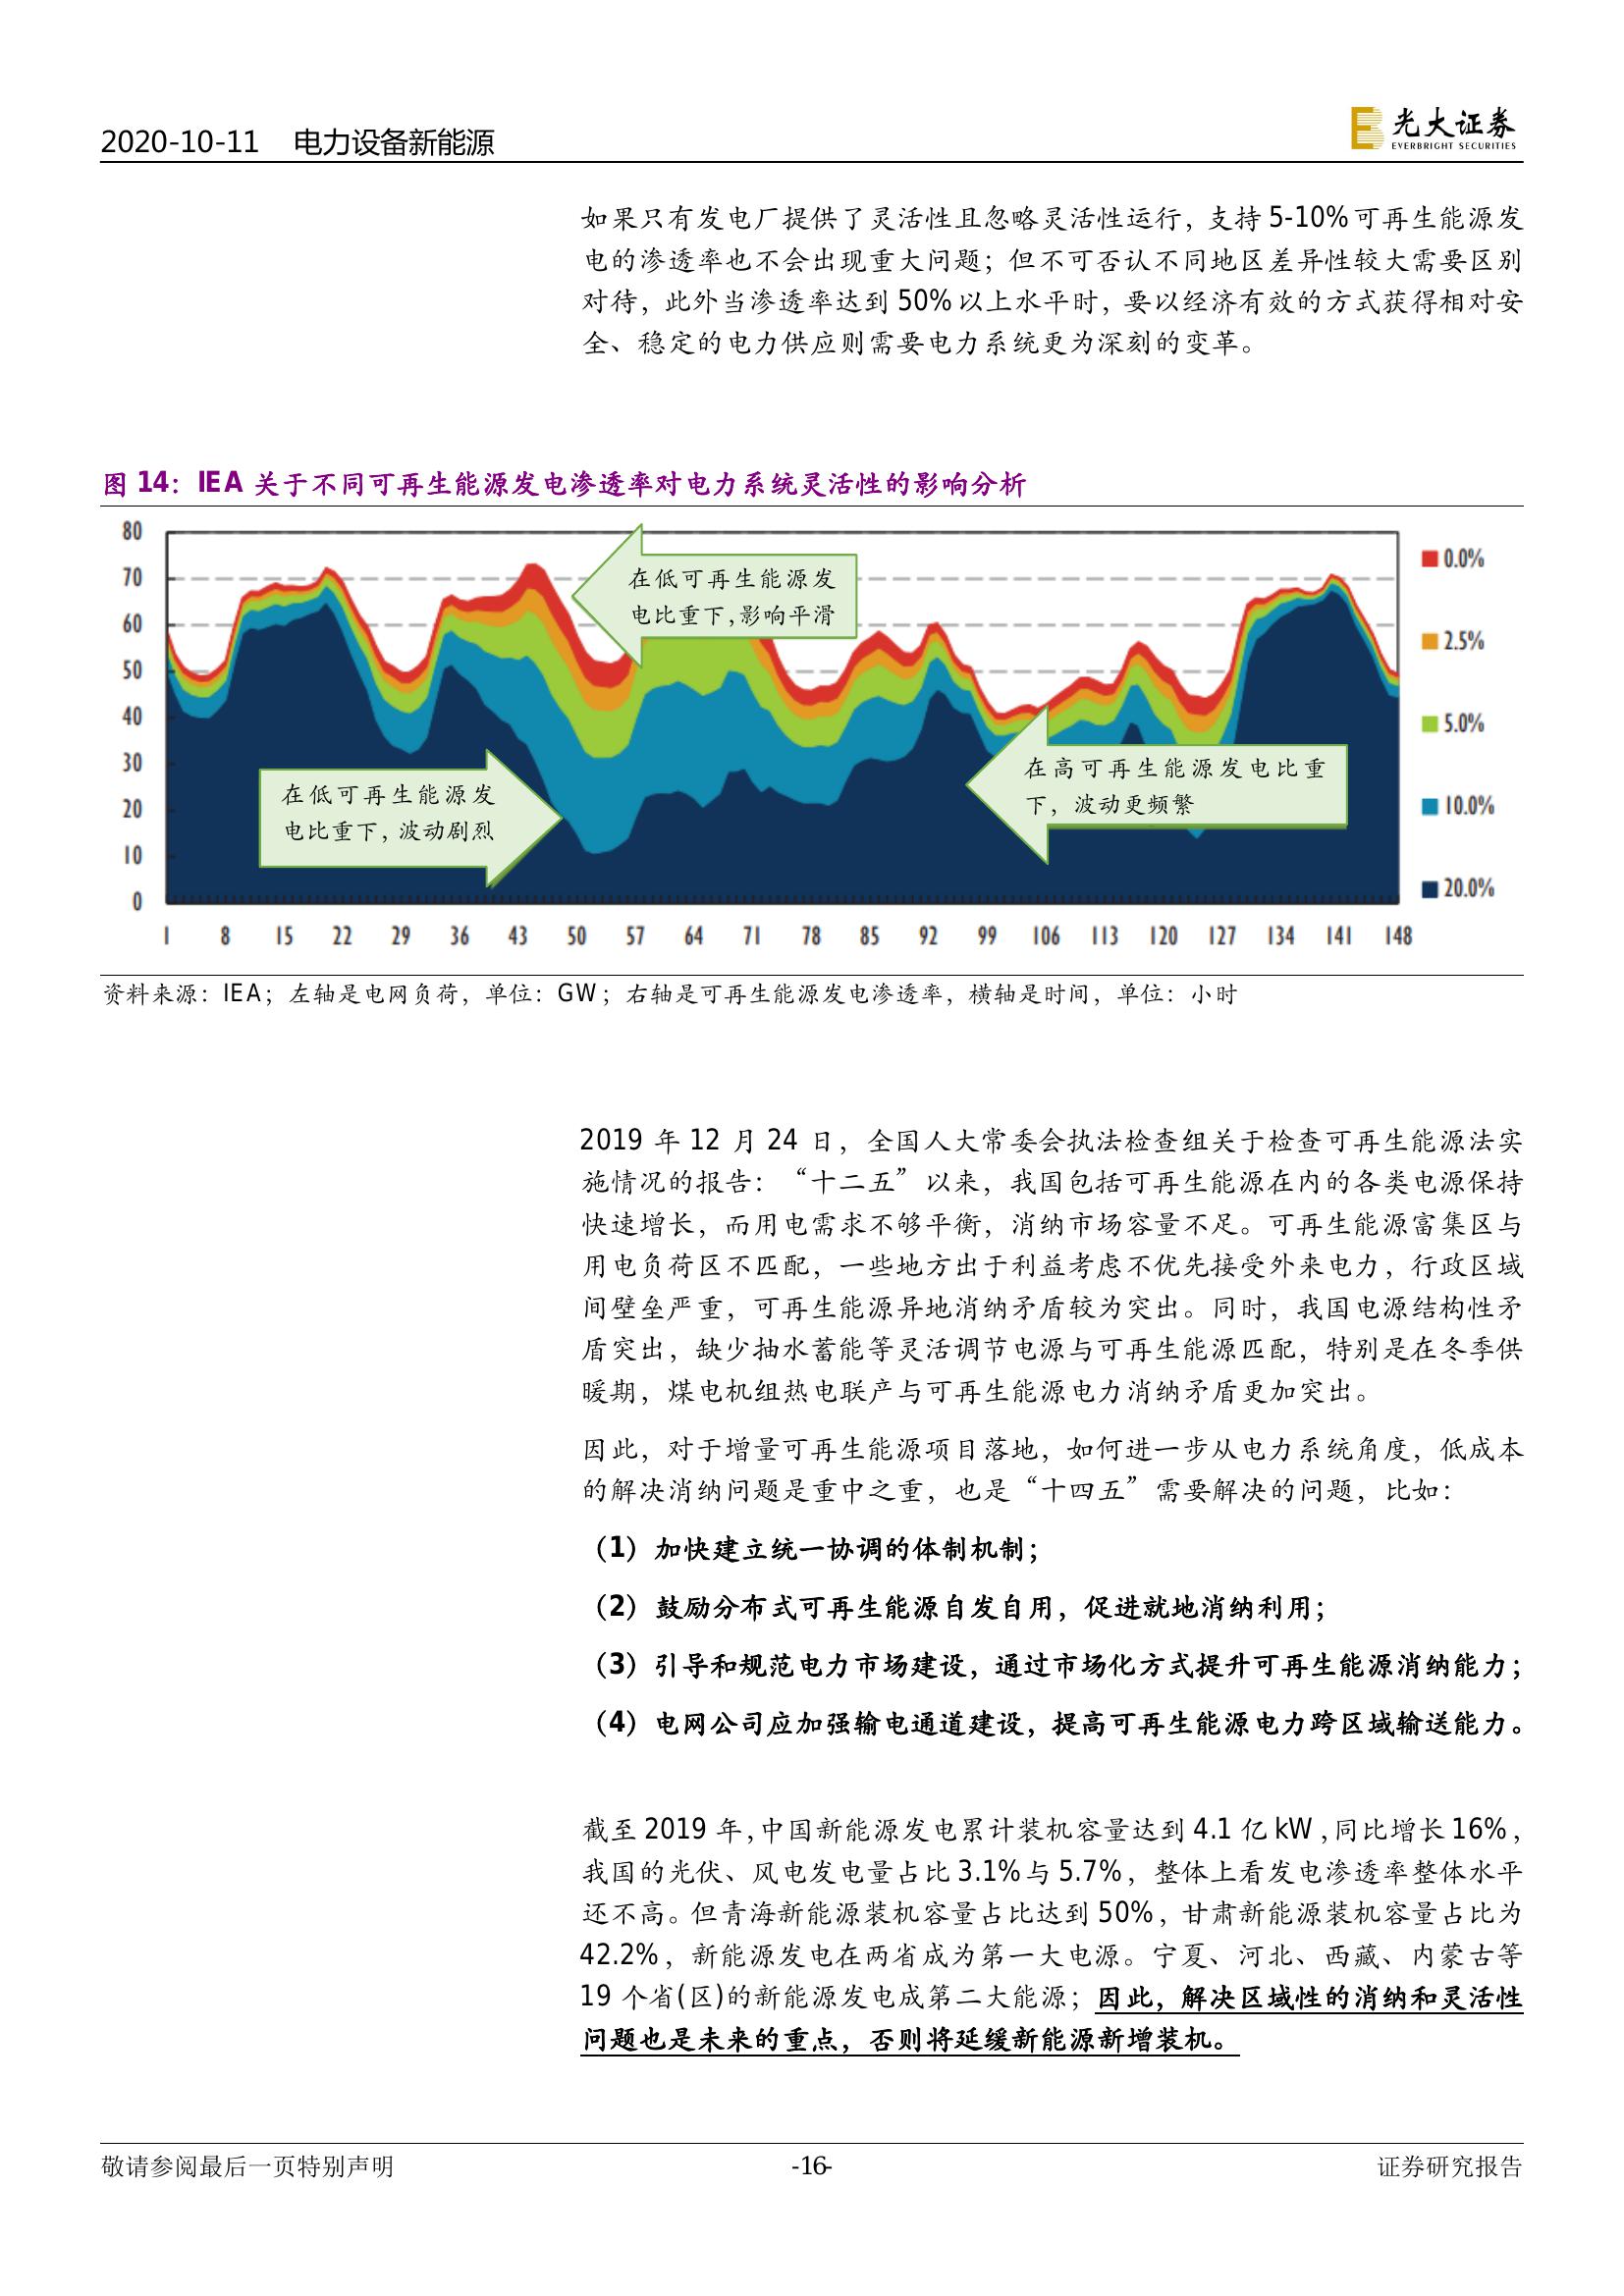 2020-10-11 电力设备新能源
光大证券
EVERBRIGHT SECURITIES
如果只有发电厂提供了灵活性且忽略灵活性运行，支持 5-10%可再生能源发
电的渗透率也不会出现重大问题；但不可否认不同地区差异性较大需要区别
对待，此外当渗透率达到 50%以上水平时，要以经济有效的方式获得相对安
全、稳定的电力供应则需要电力系统更为深刻的变革。
图 14：IEA 关于不同可再生能源发电渗透率对电力系统灵活性的影响分析
80
70
60
50
40
30
20
10
0
在低可再生能源发
电比重下,影响平滑
在低可再生能源发
电比重下，波动剧烈
在高可再生能源发电比重
下，波动更频繁
0.0%
2.5%
5.0%
10.0%
20.0%
1 8 15 22 29 36 43 50 57 64 71 78 85 92 99 106 113 120 127 134 141 148
资料来源：IEA；左轴是电网负荷，单位：GW；右轴是可再生能源发电渗透率，横轴是时间，单位：小时
2019 年 12 月 24 日，全国人大常委会执法检查组关于检查可再生能源法实
施情况的报告：“十二五”以来，我国包括可再生能源在内的各类电源保持
快速增长，而用电需求不够平衡，消纳市场容量不足。可再生能源富集区与
用电负荷区不匹配，一些地方出于利益考虑不优先接受外来电力，行政区域
间壁垒严重，可再生能源异地消纳矛盾较为突出。同时，我国电源结构性矛
盾突出，缺少抽水蓄能等灵活调节电源与可再生能源匹配，特别是在冬季供
暖期，煤电机组热电联产与可再生能源电力消纳矛盾更加突出。
因此，对于增量可再生能源项目落地，如何进一步从电力系统角度，低成本
的解决消纳问题是重中之重，也是“十四五”需要解决的问题，比如：
（1）加快建立统一协调的体制机制；
（2）鼓励分布式可再生能源自发自用，促进就地消纳利用；
（3）引导和规范电力市场建设，通过市场化方式提升可再生能源消纳能力；
（4）电网公司应加强输电通道建设，提高可再生能源电力跨区域输送能力。
截至 2019 年,中国新能源发电累计装机容量达到 4.1 亿 kW,同比增长 16%，
我国的光伏、风电发电量占比 3.1%与 5.7%，整体上看发电渗透率整体水平
还不高。但青海新能源装机容量占比达到 50%，甘肃新能源装机容量占比为
42.2%，新能源发电在两省成为第一大电源。宁夏、河北、西藏、内蒙古等
19 个省(区)的新能源发电成第二大能源；因此，解决区域性的消纳和灵活性
问题也是未来的重点，否则将延缓新能源新增装机。
敬请参阅最后一页特别声明
-16-
证券研究报告